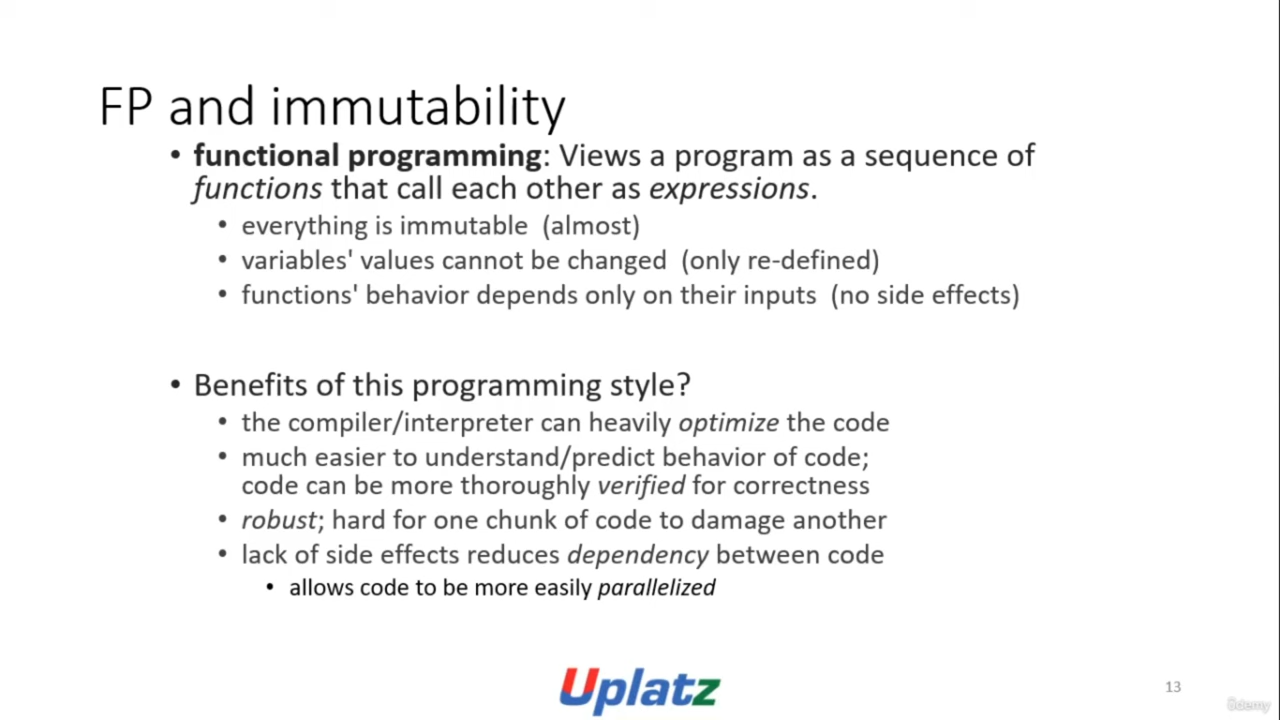 FP and immutability
• functional programming: Views a program as a sequence of
functions that call each other as expressions.
• everything is immutable (almost)
• variables' values cannot be changed (only re-defined)
• functions' behavior depends only on their inputs (no side effects)
• Benefits of this programming style?
• the compiler/interpreter can heavily optimize the code
• much easier to understand/predict behavior of code;
code can be more thoroughly verified for correctness
• robust; hard for one chunk of code to damage another
• lack of side effects reduces dependency between code
• allows code to be more easily parallelized
Uplatz
13
ûdemy